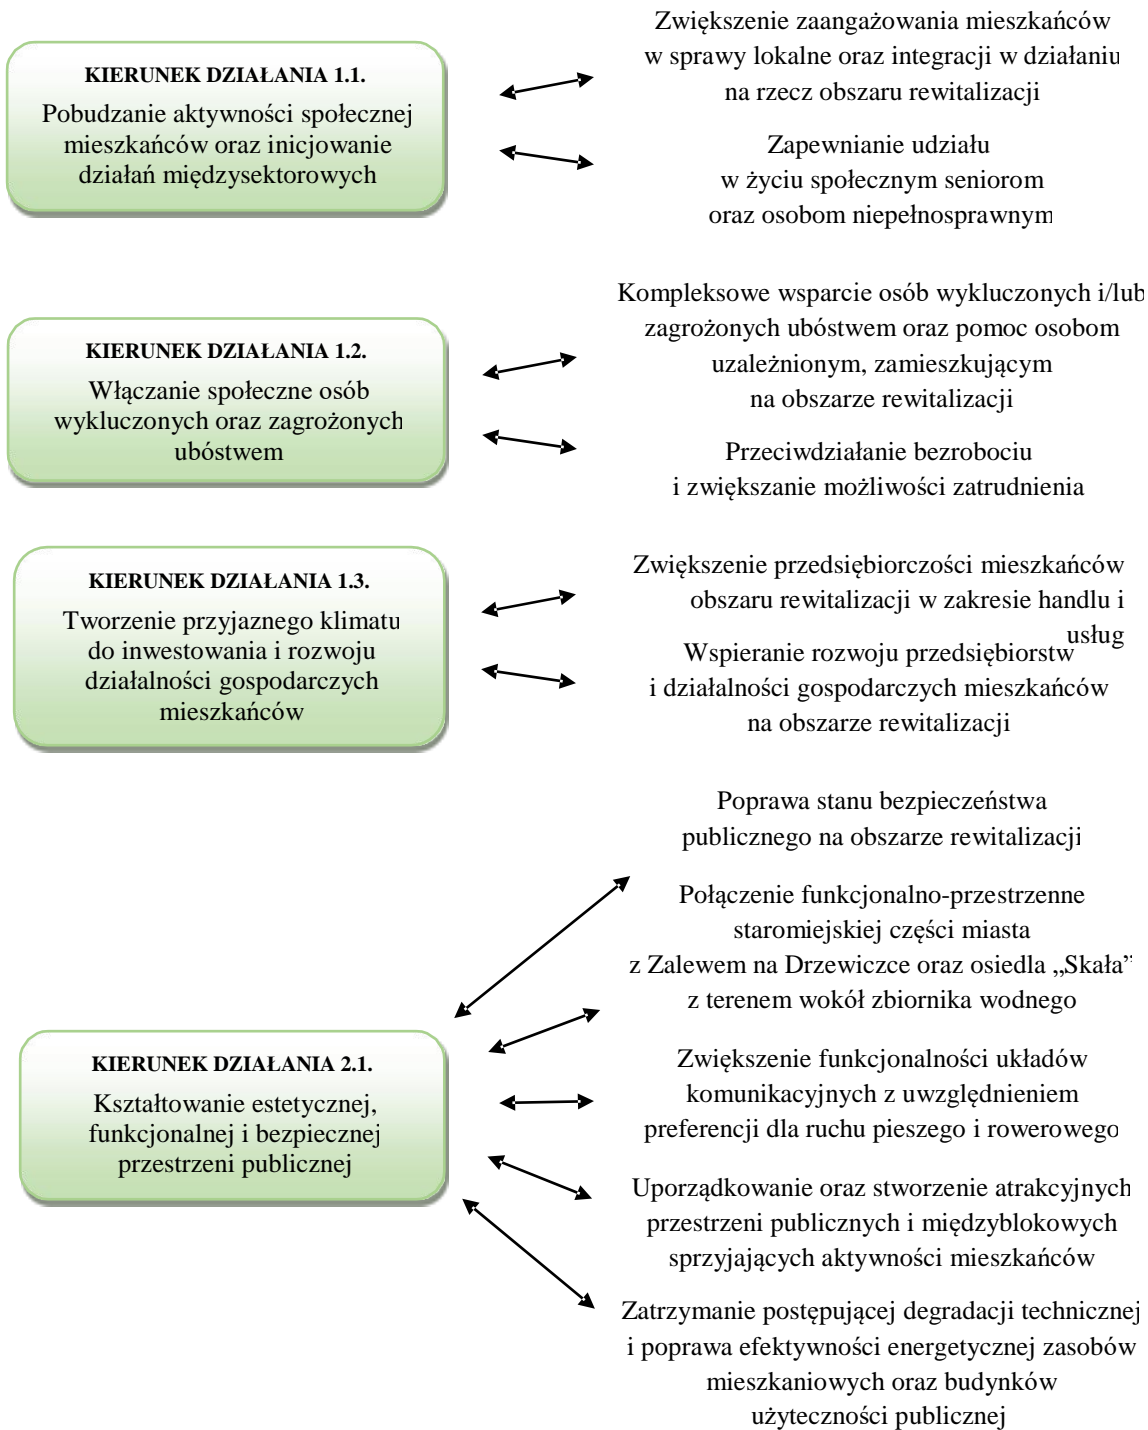 KIERUNEK DZIAŁANIA 1.1.
Pobudzanie aktywności społecznej
mieszkańców oraz inicjowanie
działań międzysektorowych
Zwiększenie zaangażowania mieszkańców
w sprawy lokalne oraz integracji w działaniu
na rzecz obszaru rewitalizacji
Zapewnianie udziału
w życiu społecznym seniorom
oraz osobom niepełnosprawnym
KIERUNEK DZIAŁANIA 1.2.
Włączanie społeczne osób
wykluczonych oraz zagrożonych
ubóstwem
Kompleksowe wsparcie osób wykluczonych i/lub
zagrożonych ubóstwem oraz pomoc osobom
uzależnionym, zamieszkującym
na obszarze rewitalizacji
Przeciwdziałanie bezrobociu
i zwiększanie możliwości zatrudnienia
KIERUNEK DZIAŁANIA 1.3.
Tworzenie przyjaznego klimatu
do inwestowania i rozwoju
działalności gospodarczych
mieszkańców
Zwiększenie przedsiębiorczości mieszkańców
obszaru rewitalizacji w zakresie handlu i
usług
Wspieranie rozwoju przedsiębiorstw
i działalności gospodarczych mieszkańców
na obszarze rewitalizacji
KIERUNEK DZIAŁANIA 2.1.
Kształtowanie estetycznej,
funkcjonalnej i bezpiecznej
przestrzeni publicznej
Poprawa stanu bezpieczeństwa
publicznego na obszarze rewitalizacji
Połączenie funkcjonalno-przestrzenne
staromiejskiej części miasta
z Zalewem na Drzewiczce oraz osiedla „Skała”
z terenem wokół zbiornika wodnego
Zwiększenie funkcjonalności układów
komunikacyjnych z uwzględnieniem
preferencji dla ruchu pieszego i rowerowego
Uporządkowanie oraz stworzenie atrakcyjnych
przestrzeni publicznych i międzyblokowych
sprzyjających aktywności mieszkańców
Zatrzymanie postępującej degradacji technicznej
i poprawa efektywności energetycznej zasobów
mieszkaniowych oraz budynków
użyteczności publicznej